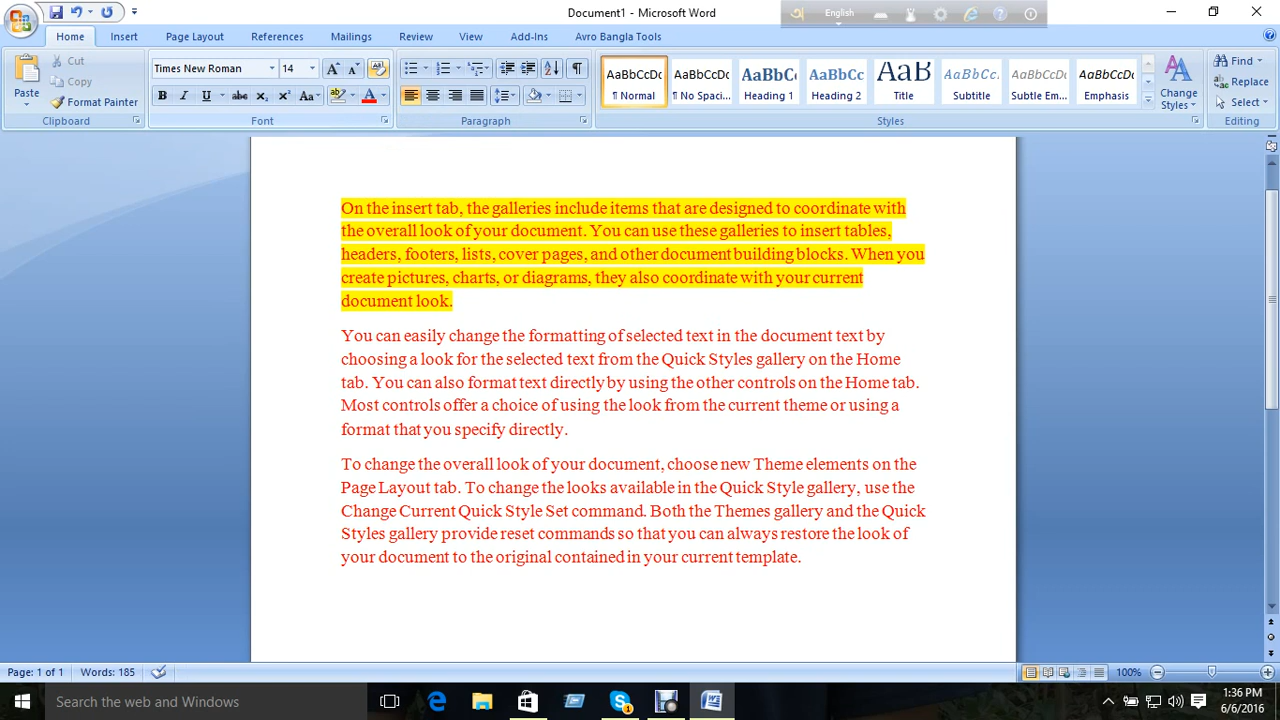 Document1 - Microsoft Word
English
Home Insert Page Layout References Mailings Review View Add-Ins Avro Bangla Tools
Paste
Cut
Copy
Format Painter
Clipboard
Times New Roman 14
B I U abc x₂ x² Aa
Font
Paragraph
AaBbCcDc AaBbCcDc AaBbCc AaBbCc AaB AaBbCc. AaBbCcDc AaBbCcDc
¶ Normal ¶ No Spaci... Heading 1 Heading 2 Title Subtitle Subtle Em... Emphasis
Change Styles
Styles
Find
Replace
Select
Editing
On the insert tab, the galleries include items that are designed to coordinate with
the overall look of your document. You can use these galleries to insert tables,
headers, footers, lists, cover pages, and other document building blocks. When you
create pictures, charts, or diagrams, they also coordinate with your current
document look.
You can easily change the formatting of selected text in the document text by
choosing a look for the selected text from the Quick Styles gallery on the Home
tab. You can also format text directly by using the other controls on the Home tab.
Most controls offer a choice of using the look from the current theme or using a
format that you specify directly.
To change the overall look of your document, choose new Theme elements on the
Page Layout tab. To change the looks available in the Quick Style gallery, use the
Change Current Quick Style Set command. Both the Themes gallery and the Quick
Styles gallery provide reset commands so that you can always restore the look of
your document to the original contained in your current template.
Page: 1 of 1 Words: 185 100%
Search the web and Windows
1:36 PM
6/6/2016